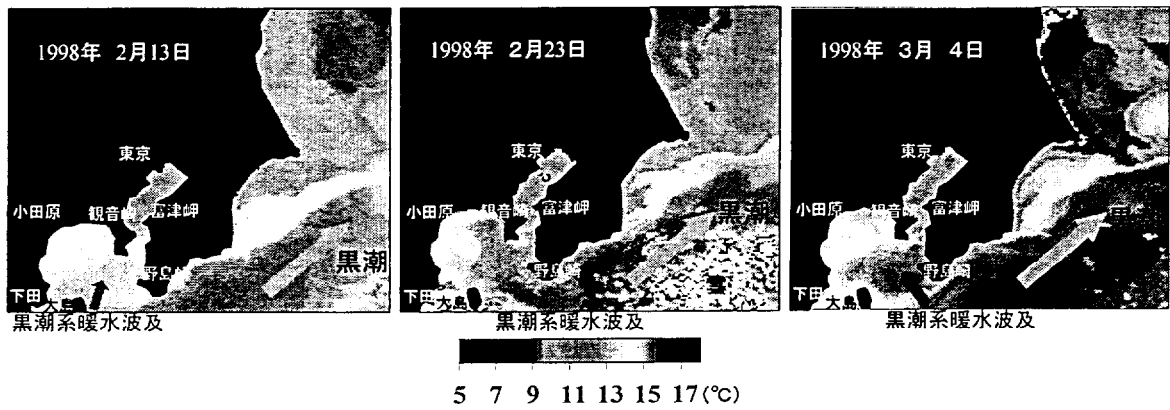 1998年 2月13日
東京
小田原
観音崎
富津岬
野島崎
黒潮
下田
大島
黒潮系暖水波及
1998年 2月23日
東京
観音崎
富津岬
野島崎
黒潮
下田
大島
黒潮系暖水波及
1998年 3月 4日
東京
小田原
観音崎
富津岬
野島崎
下田
大島
黒潮系暖水波及
5 7 9 11 13 15 17(℃)